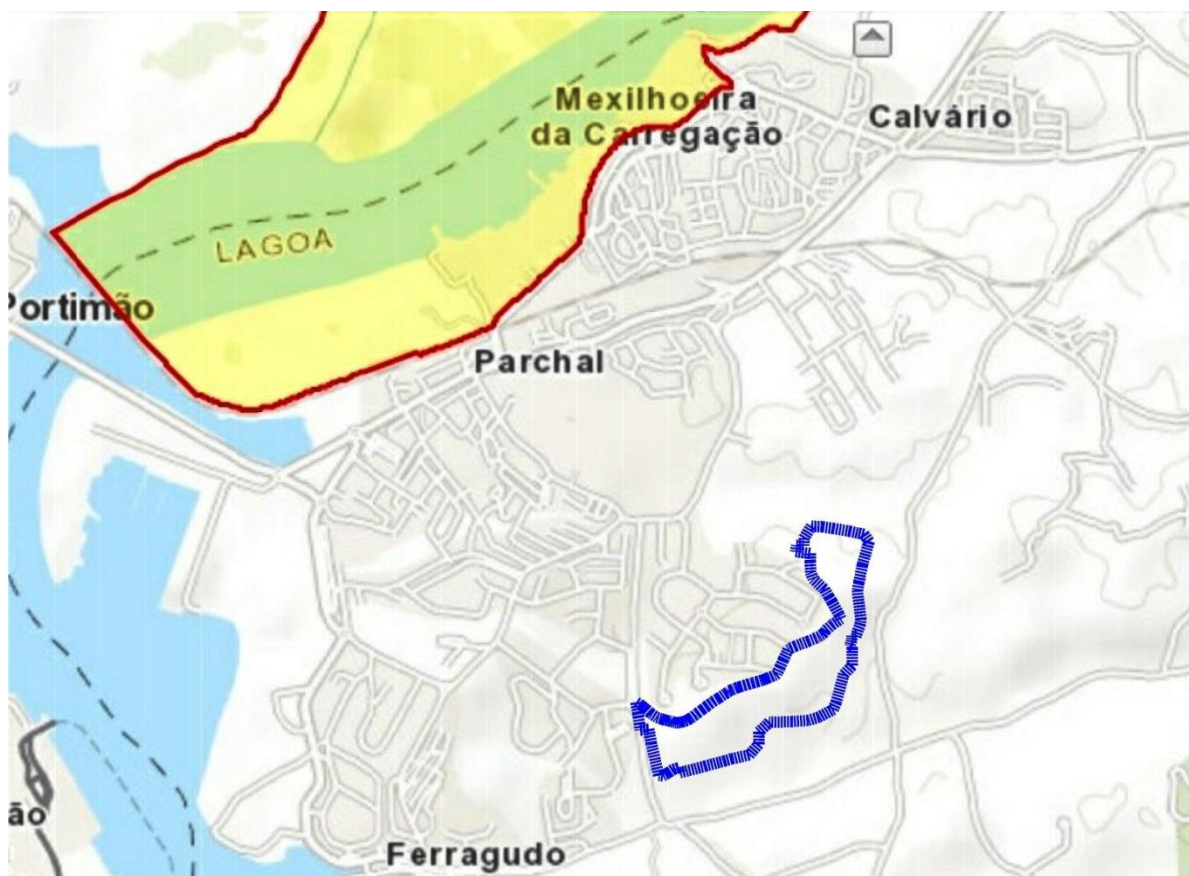 Mexilhoeira
da Carregação
Calvário
LAGOA
Portimão
Parchal
ão
Ferragudo